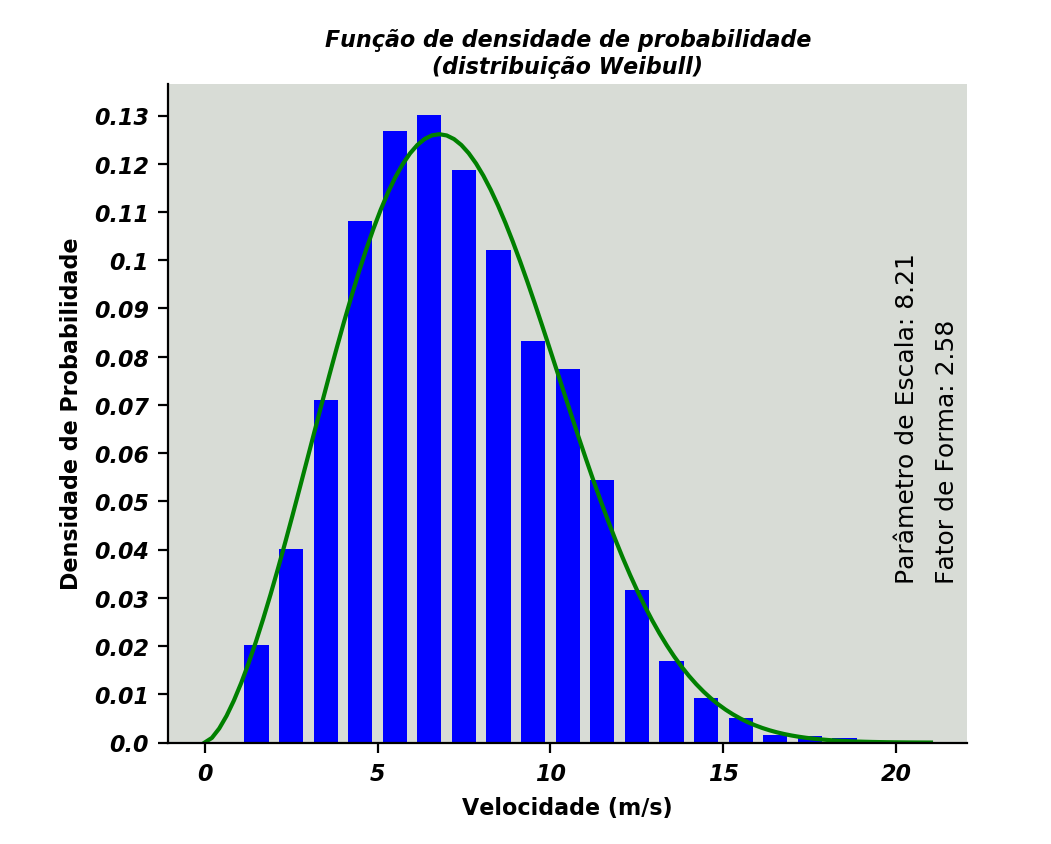 Função de densidade de probabilidade
(distribuição Weibull)
0.13
0.12
0.11
0.1
0.09
0.08
0.07
0.06
0.05
0.04
0.03
0.02
0.01
0.0
Densidade de Probabilidade
Parâmetro de Escala: 8.21
Fator de Forma: 2.58
0 5 10 15 20
Velocidade (m/s)